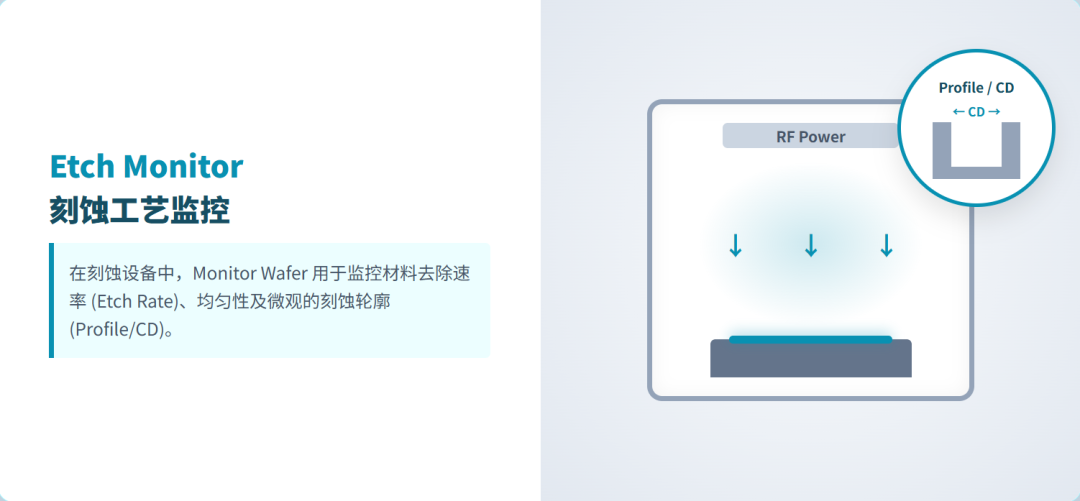 Etch Monitor
刻蚀工艺监控
在刻蚀设备中，Monitor Wafer 用于监控材料去除速
率 (Etch Rate)、均匀性及微观的刻蚀轮廓
(Profile/CD)。
RF Power
Profile / CD
← CD →